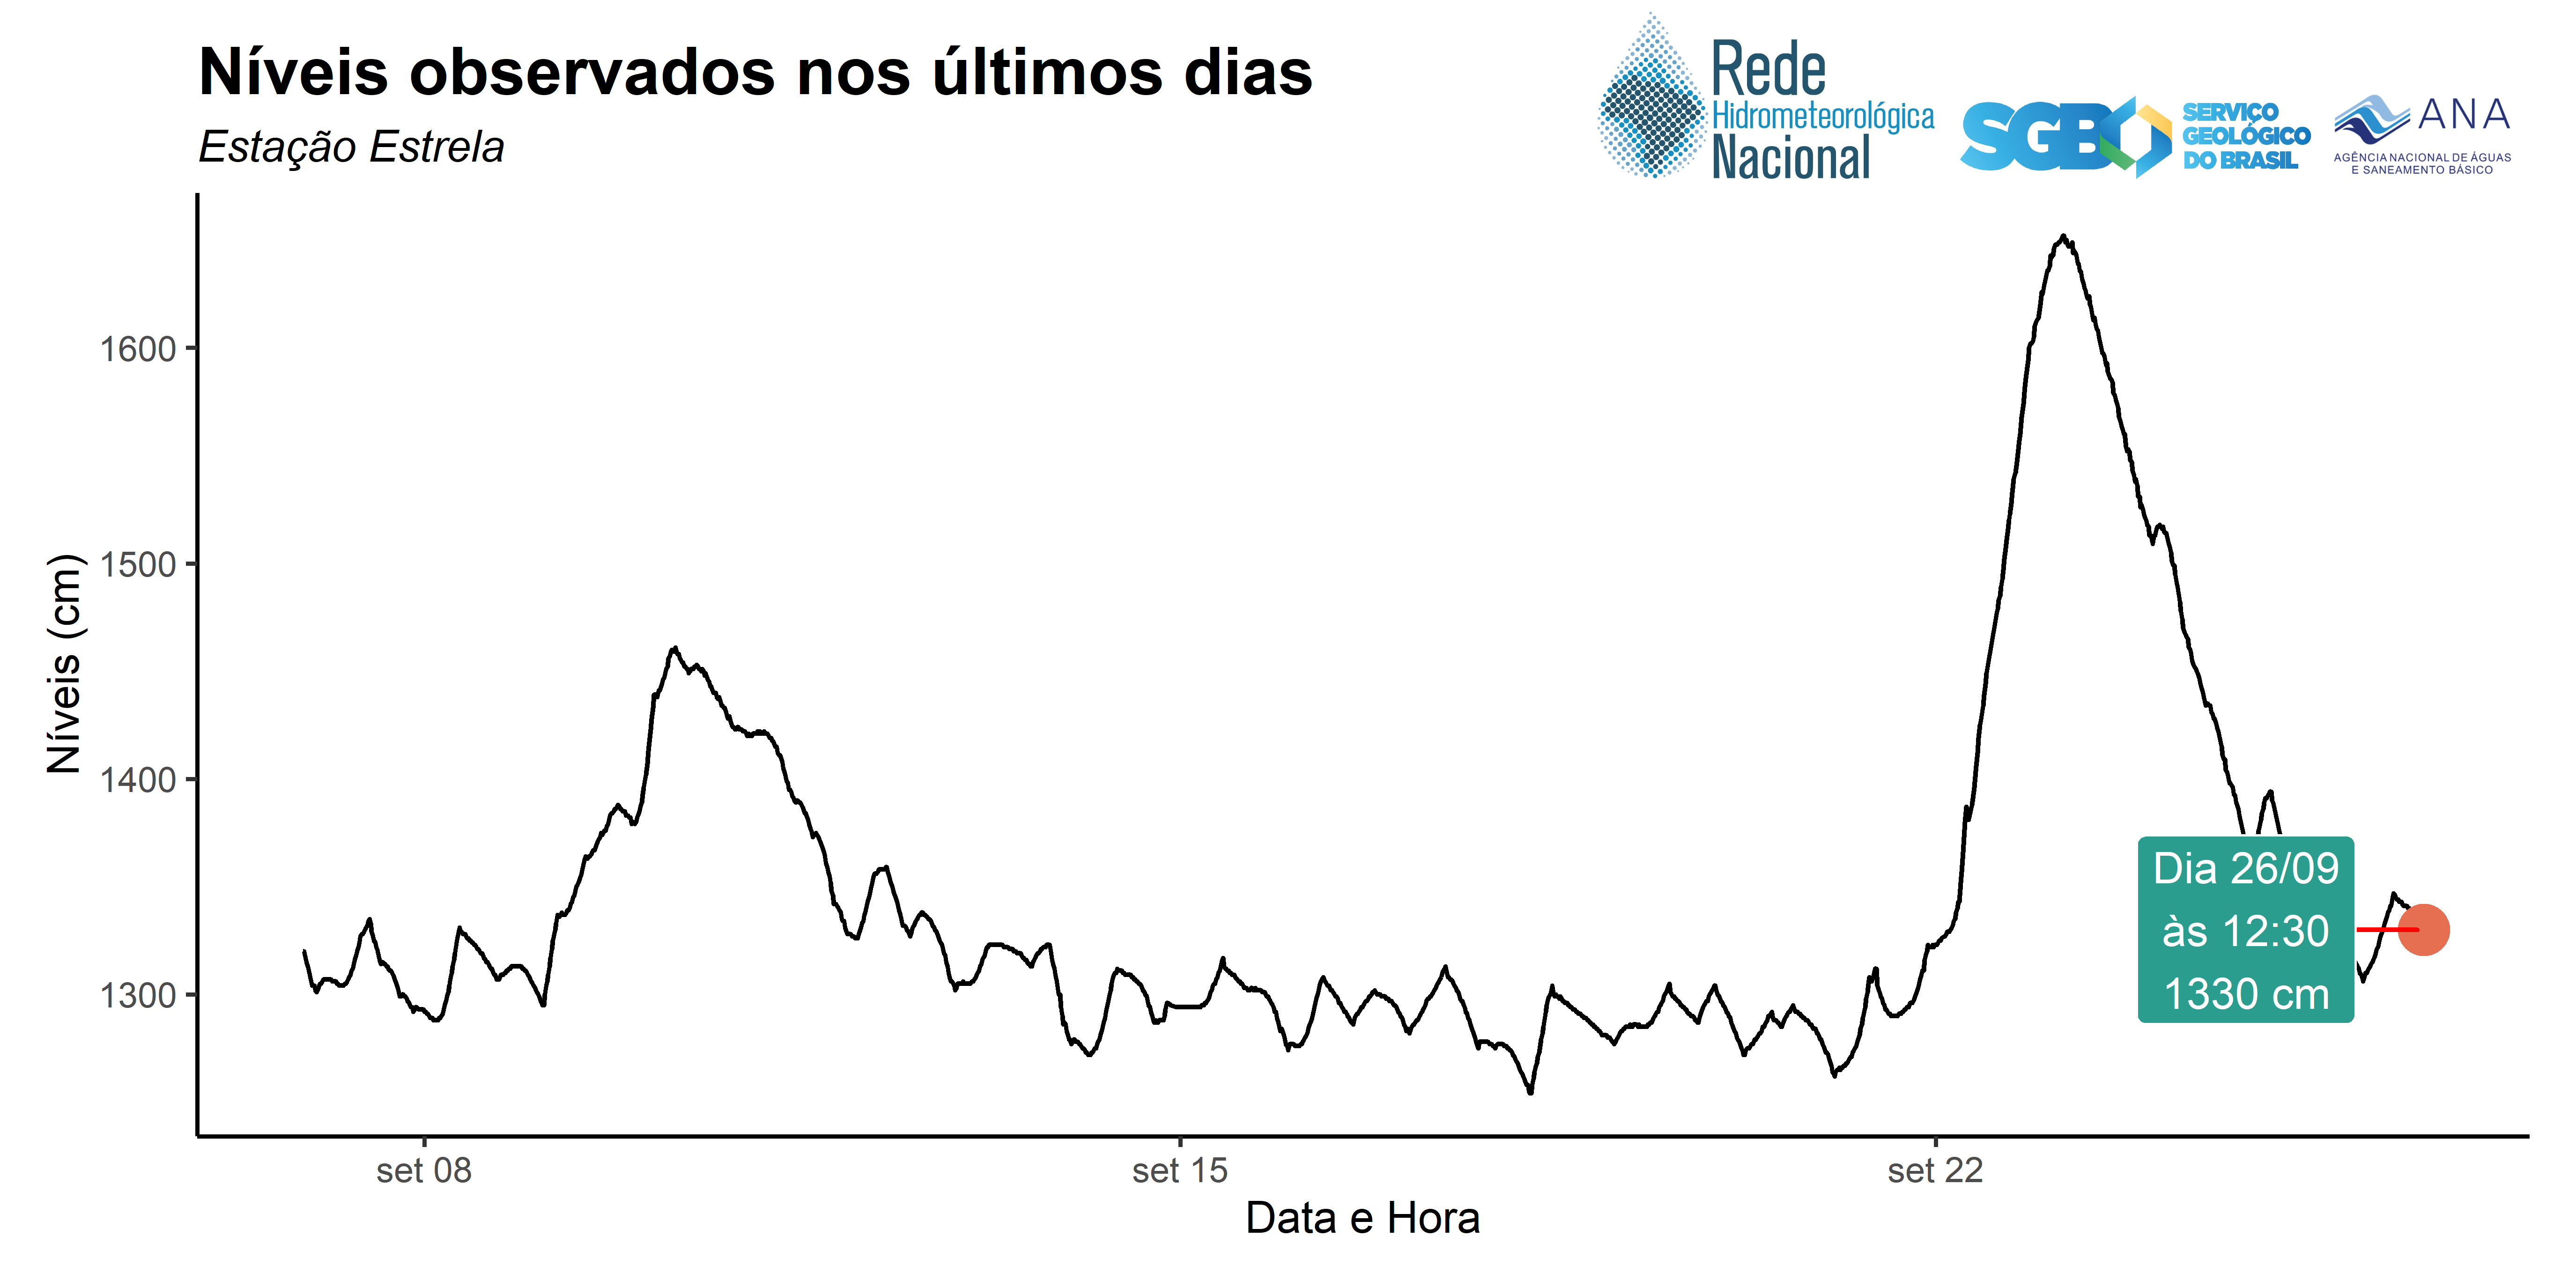 Níveis observados nos últimos dias
Estação Estrela
Rede
Hidrometeorológica
Nacional
SGB
SERVIÇO
GEOLÓGICO
DO BRASIL
ANA
AGÊNCIA NACIONAL DE ÁGUAS
E SANEAMENTO BÁSICO
Níveis (cm)
1600
1500
1400
1300
Dia 26/09
às 12:30
1330 cm
set 08
set 15
set 22
Data e Hora